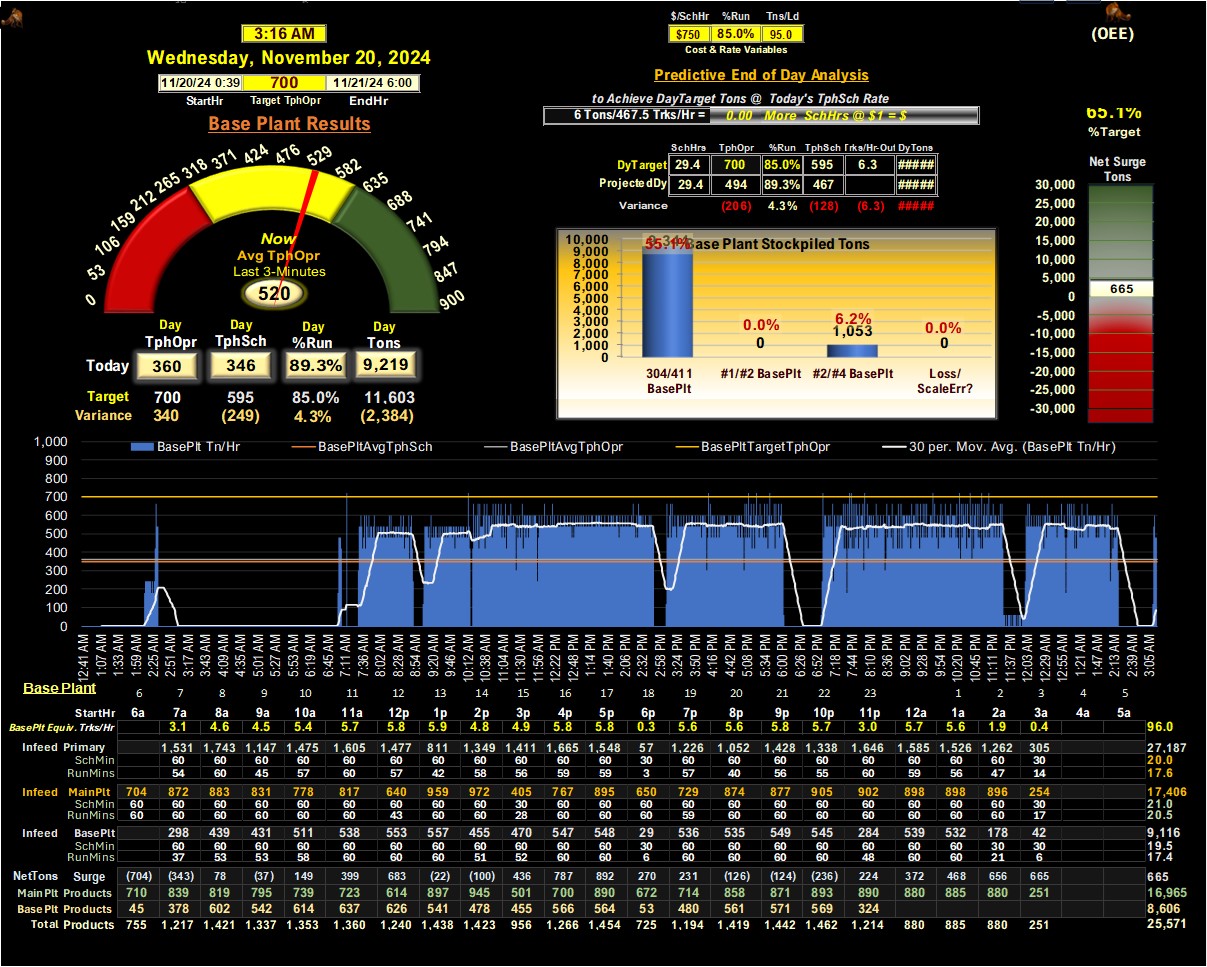 3:16 AM
Wednesday, November 20, 2024
11/20/24 0:39 700 11/21/24 6:00
StartHr Target TphOpr EndHr
Base Plant Results
0 53 106 159 212 265 318 371 424 476 529 582 635 688 741 794 847 900
Now
Avg TphOpr
Last 3-Minutes
520
Day Day Day Day
TphOpr TphSch %Run Tons
Today 360 346 89.3% 9,219
Target 700 595 85.0% 11,603
Variance 340 (249) 4.3% (2,384)
$/SchHr %Run Tns/Ld
$750 85.0% 95.0
Cost & Rate Variables
Predictive End of Day Analysis
to Achieve DayTarget Tons @ Today's TphSch Rate
6 Tons/467.5 Trks/Hr = 0.00 More SchHrs @ $1 = $
SchHrs TphOpr %Run TphSch Trks/Hr-Out DyTons
DyTarget 29.4 700 85.0% 595 6.3 #####
ProjectedDy 29.4 494 89.3% 467 #####
Variance (206) 4.3% (128) (6.3) #####
Base Plant Stockpiled Tons
10,000
9,000
8,000
7,000
6,000
5,000
4,000
3,000
2,000
1,000
0
55.1%
0.0%
0
6.2%
1,053
0.0%
0
304/411 BasePlt
#1/#2 BasePlt
#2/#4 BasePlt
Loss/ ScaleErr?
(OEE)
65.1%
%Target
Net Surge
Tons
30,000
25,000
20,000
15,000
10,000
5,000
0
-5,000
-10,000
-15,000
-20,000
-25,000
-30,000
665
BasePlt Tn/Hr BasePltAvgTphSch BasePltAvgTphOpr BasePltTargetTphOpr 30 per. Mov. Avg. (BasePlt Tn/Hr)
1,000
900
800
700
600
500
400
300
200
100
0
12:41 AM 1:07 AM 1:33 AM 1:59 AM 2:25 AM 2:51 AM 3:17 AM 3:43 AM 4:09 AM 4:35 AM 5:01 AM 5:27 AM 5:53 AM 6:19 AM 6:45 AM 7:11 AM 7:36 AM 8:02 AM 8:28 AM 8:54 AM 9:20 AM 9:46 AM 10:12 AM 10:38 AM 11:04 AM 11:30 AM 11:56 AM 12:22 PM 12:48 PM 1:14 PM 1:40 PM 2:06 PM 2:32 PM 2:58 PM 3:24 PM 3:50 PM 4:16 PM 4:42 PM 5:08 PM 5:34 PM 6:00 PM 6:26 PM 6:52 PM 7:18 PM 7:44 PM 8:10 PM 8:36 PM 9:02 PM 9:28 PM 9:54 PM 10:20 PM 10:45 PM 11:11 PM 11:37 PM 12:03 AM 12:29 AM 12:55 AM 1:21 AM 1:47 AM 2:13 AM 2:39 AM 3:05 AM
Base Plant 6 7 8 9 10 11 12 13 14 15 16 17 18 19 20 21 22 23 1 2 3 4 5
StartHr 6a 7a 8a 9a 10a 11a 12p 1p 2p 3p 4p 5p 6p 7p 8p 9p 10p 11p 12a 1a 2a 3a 4a 5a
BasePlt Equiv. Trks/Hr 3.1 4.6 4.5 5.4 5.7 5.8 5.9 4.8 4.9 5.8 5.8 0.3 5.6 5.6 5.8 5.7 3.0 5.7 5.6 1.9 0.4 96.0
Infeed Primary 1,531 1,743 1,147 1,475 1,605 1,477 811 1,349 1,411 1,665 1,548 57 1,226 1,052 1,428 1,338 1,646 1,585 1,526 1,262 305 27,187
SchMin 60 60 60 60 60 60 60 60 60 60 60 30 60 60 60 60 60 60 60 60 30 20.0
RunMins 54 60 45 57 60 57 42 58 56 59 59 3 57 40 56 55 60 59 56 47 14 17.6
Infeed MainPlt 704 872 883 831 778 817 640 959 972 405 767 895 650 729 874 877 905 902 898 898 896 254 17,406
SchMin 60 60 60 60 60 60 60 60 60 30 60 60 60 60 60 60 60 60 60 60 60 30 21.0
RunMins 60 60 60 60 60 60 43 60 60 28 60 60 60 59 60 60 60 60 60 60 60 17 20.5
Infeed BasePlt 298 439 431 511 538 553 557 455 470 547 548 29 536 535 549 545 284 539 532 178 42 9,116
SchMin 60 60 60 60 60 60 60 60 60 60 60 30 60 60 60 60 60 60 60 30 30 19.5
RunMins 37 53 53 58 60 60 60 51 52 60 60 6 60 60 60 60 48 60 60 21 6 17.4
NetTons Surge (704) (343) 78 (37) 149 399 683 (22) (100) 436 787 892 270 231 (126) (124) (236) 224 372 468 656 665 665
MainPlt Products 710 839 819 795 739 723 614 897 945 501 700 890 672 714 858 871 893 890 880 885 880 251 16,965
BasePlt Products 45 378 602 542 614 637 626 541 478 455 566 564 53 480 561 571 569 324 8,606
Total Products 755 1,217 1,421 1,337 1,353 1,360 1,240 1,438 1,423 956 1,266 1,454 725 1,194 1,419 1,442 1,462 1,214 880 885 880 251 25,571